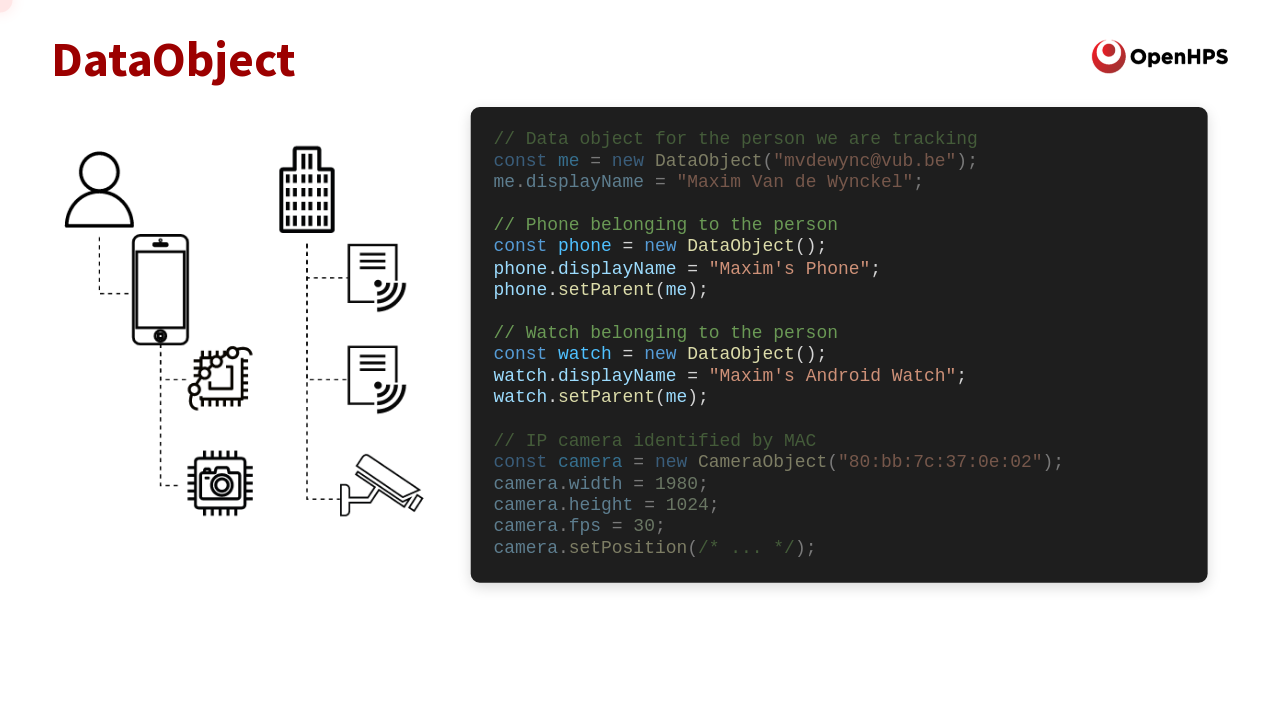 DataObject
OpenHPS
// Data object for the person we are tracking
const me = new DataObject("mvdewync@vub.be");
me.displayName = "Maxim Van de Wynckel";
// Phone belonging to the person
const phone = new DataObject();
phone.displayName = "Maxim's Phone";
phone.setParent(me);
// Watch belonging to the person
const watch = new DataObject();
watch.displayName = "Maxim's Android Watch";
watch.setParent(me);
// IP camera identified by MAC
const camera = new CameraObject("80:bb:7c:37:0e:02");
camera.width = 1980;
camera.height = 1024;
camera.fps = 30;
camera.setPosition(/* ... */);